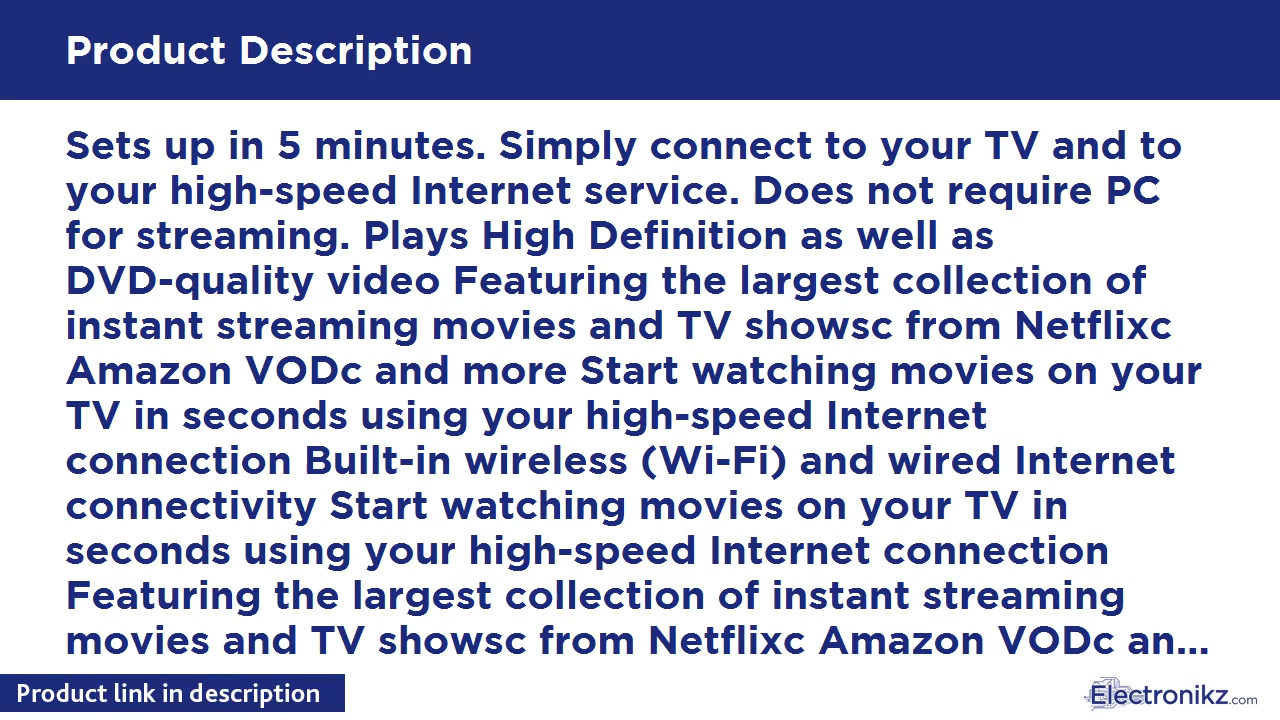 Product Description
Sets up in 5 minutes. Simply connect to your TV and to
your high-speed Internet service. Does not require PC
for streaming. Plays High Definition as well as
DVD-quality video Featuring the largest collection of
instant streaming movies and TV showsc from Netflixc
Amazon VODc and more Start watching movies on your
TV in seconds using your high-speed Internet
connection Built-in wireless (Wi-Fi) and wired Internet
connectivity Start watching movies on your TV in
seconds using your high-speed Internet connection
Featuring the largest collection of instant streaming
movies and TV showsc from Netflixc Amazon VODc an...
Product link in description
Electronikz.com